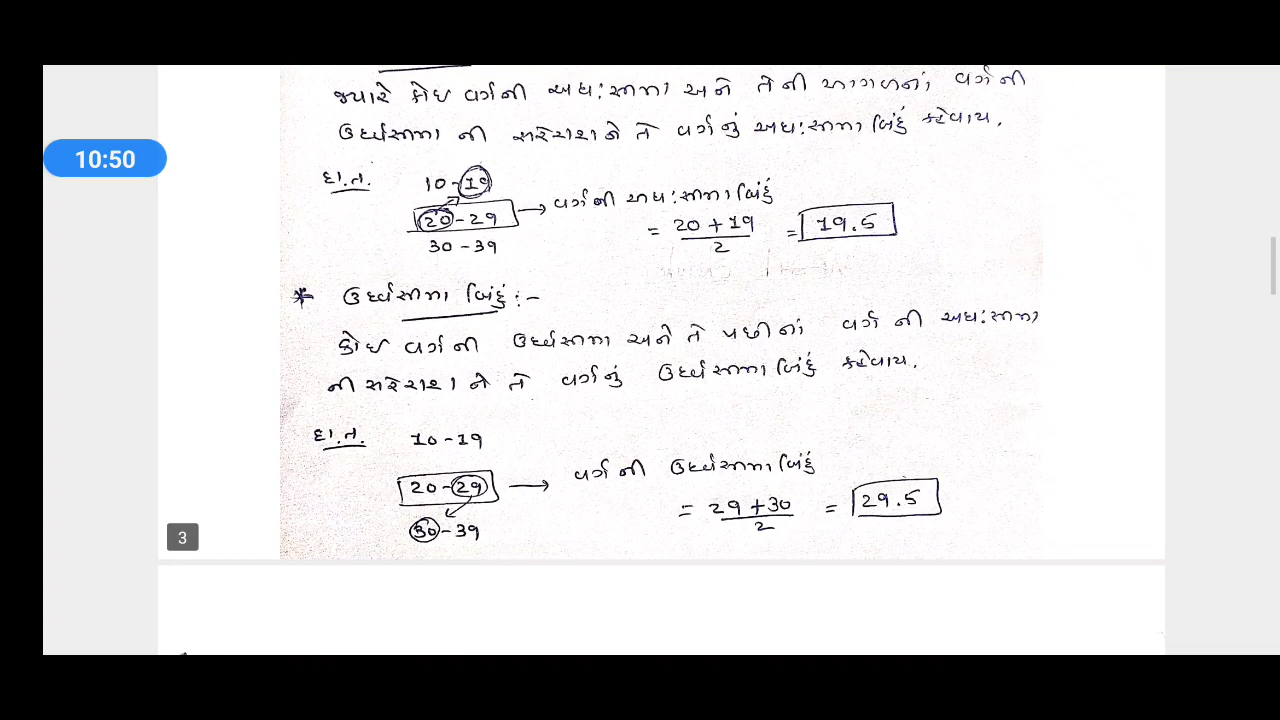 જ્યારે કોઇ વર્ગની અધ:સીમા અને તેની આગળનાં વર્ગની
ઉર્ધ્વસીમા ની સરેરાશને તે વર્ગનું અધ:સીમા બિંદું કહેવાય.
10:50
દા.ત.
10-19
20-29 → વર્ગની અધ:સીમા બિંદું
= 20+19/2 = 19.5
30-39
* ઉર્ધ્વસીમા બિંદું :-
કોઇ વર્ગની ઉર્ધ્વસીમા અને તે પછીનાં વર્ગ ની અધ:સીમા
ની સરેરાશ ને તે વર્ગનું ઉર્ધ્વસીમા બિંદું કહેવાય.
દા.ત. 10-19
20-29 → વર્ગની ઉર્ધ્વસીમા બિંદું
= 29+30/2 = 29.5
30-39
3